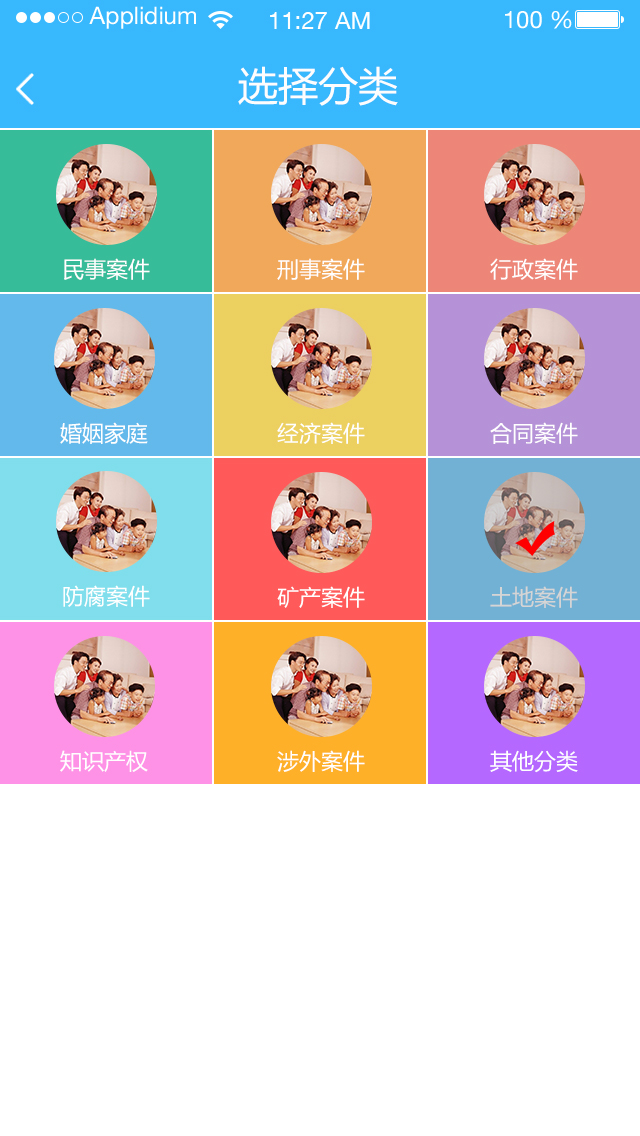 Applidium 11:27 AM 100 %
选择分类
民事案件 刑事案件 行政案件
婚姻家庭 经济案件 合同案件
防腐案件 矿产案件 土地案件
知识产权 涉外案件 其他分类